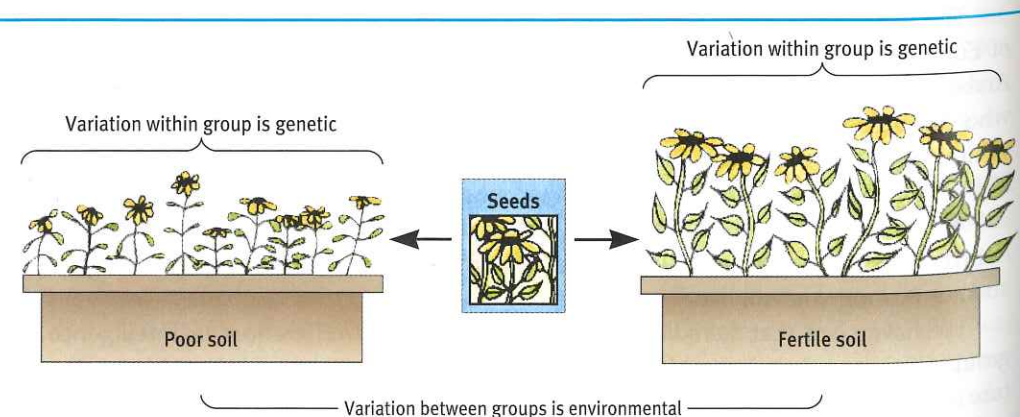 Variation within group is genetic
Variation within group is genetic
Seeds
Poor soil
Fertile soil
Variation between groups is environmental